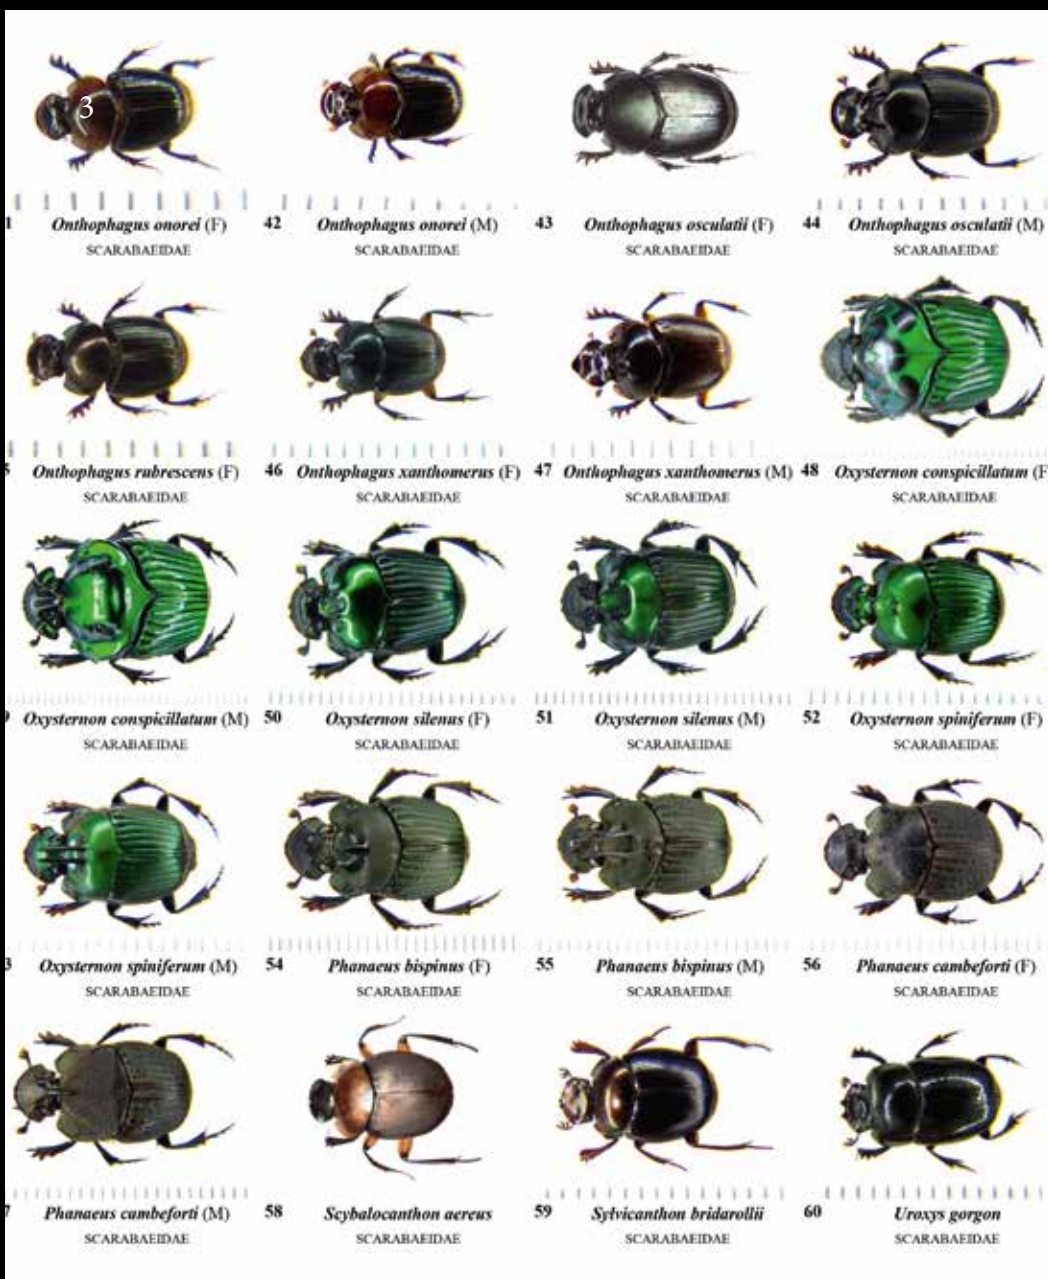 3
1 Onthophagus onorei (F)
SCARABAEIDAE
42 Onthophagus onorei (M)
SCARABAEIDAE
43 Onthophagus osculatii (F)
SCARABAEIDAE
44 Onthophagus osculatii (M)
SCARABAEIDAE
5 Onthophagus rubrescens (F)
SCARABAEIDAE
46 Onthophagus xanthomerus (F)
SCARABAEIDAE
47 Onthophagus xanthomerus (M)
SCARABAEIDAE
48 Oxysternon conspicillatum (F
SCARABAEIDAE
9 Oxysternon conspicillatum (M)
SCARABAEIDAE
50 Oxysternon silenus (F)
SCARABAEIDAE
51 Oxysternon silenus (M)
SCARABAEIDAE
52 Oxysternon spiniferum (F)
SCARABAEIDAE
3 Oxysternon spiniferum (M)
SCARABAEIDAE
54 Phanaeus bispinus (F)
SCARABAEIDAE
55 Phanaeus bispinus (M)
SCARABAEIDAE
56 Phanaeus cambeforti (F)
SCARABAEIDAE
7 Phanaeus cambeforti (M)
SCARABAEIDAE
58 Scybalocanthon aereus
SCARABAEIDAE
59 Sylvicanthon bridarollii
SCARABAEIDAE
60 Uroxys gorgon
SCARABAEIDAE